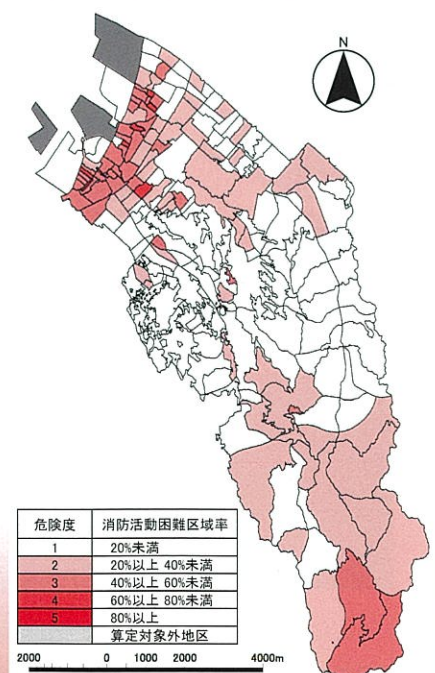 N
危険度 消防活動困難区域率
1 20%未満
2 20%以上 40%未満
3 40%以上 60%未満
4 60%以上 80%未満
5 80%以上
算定対象外地区
2000 0 1000 2000 4000m